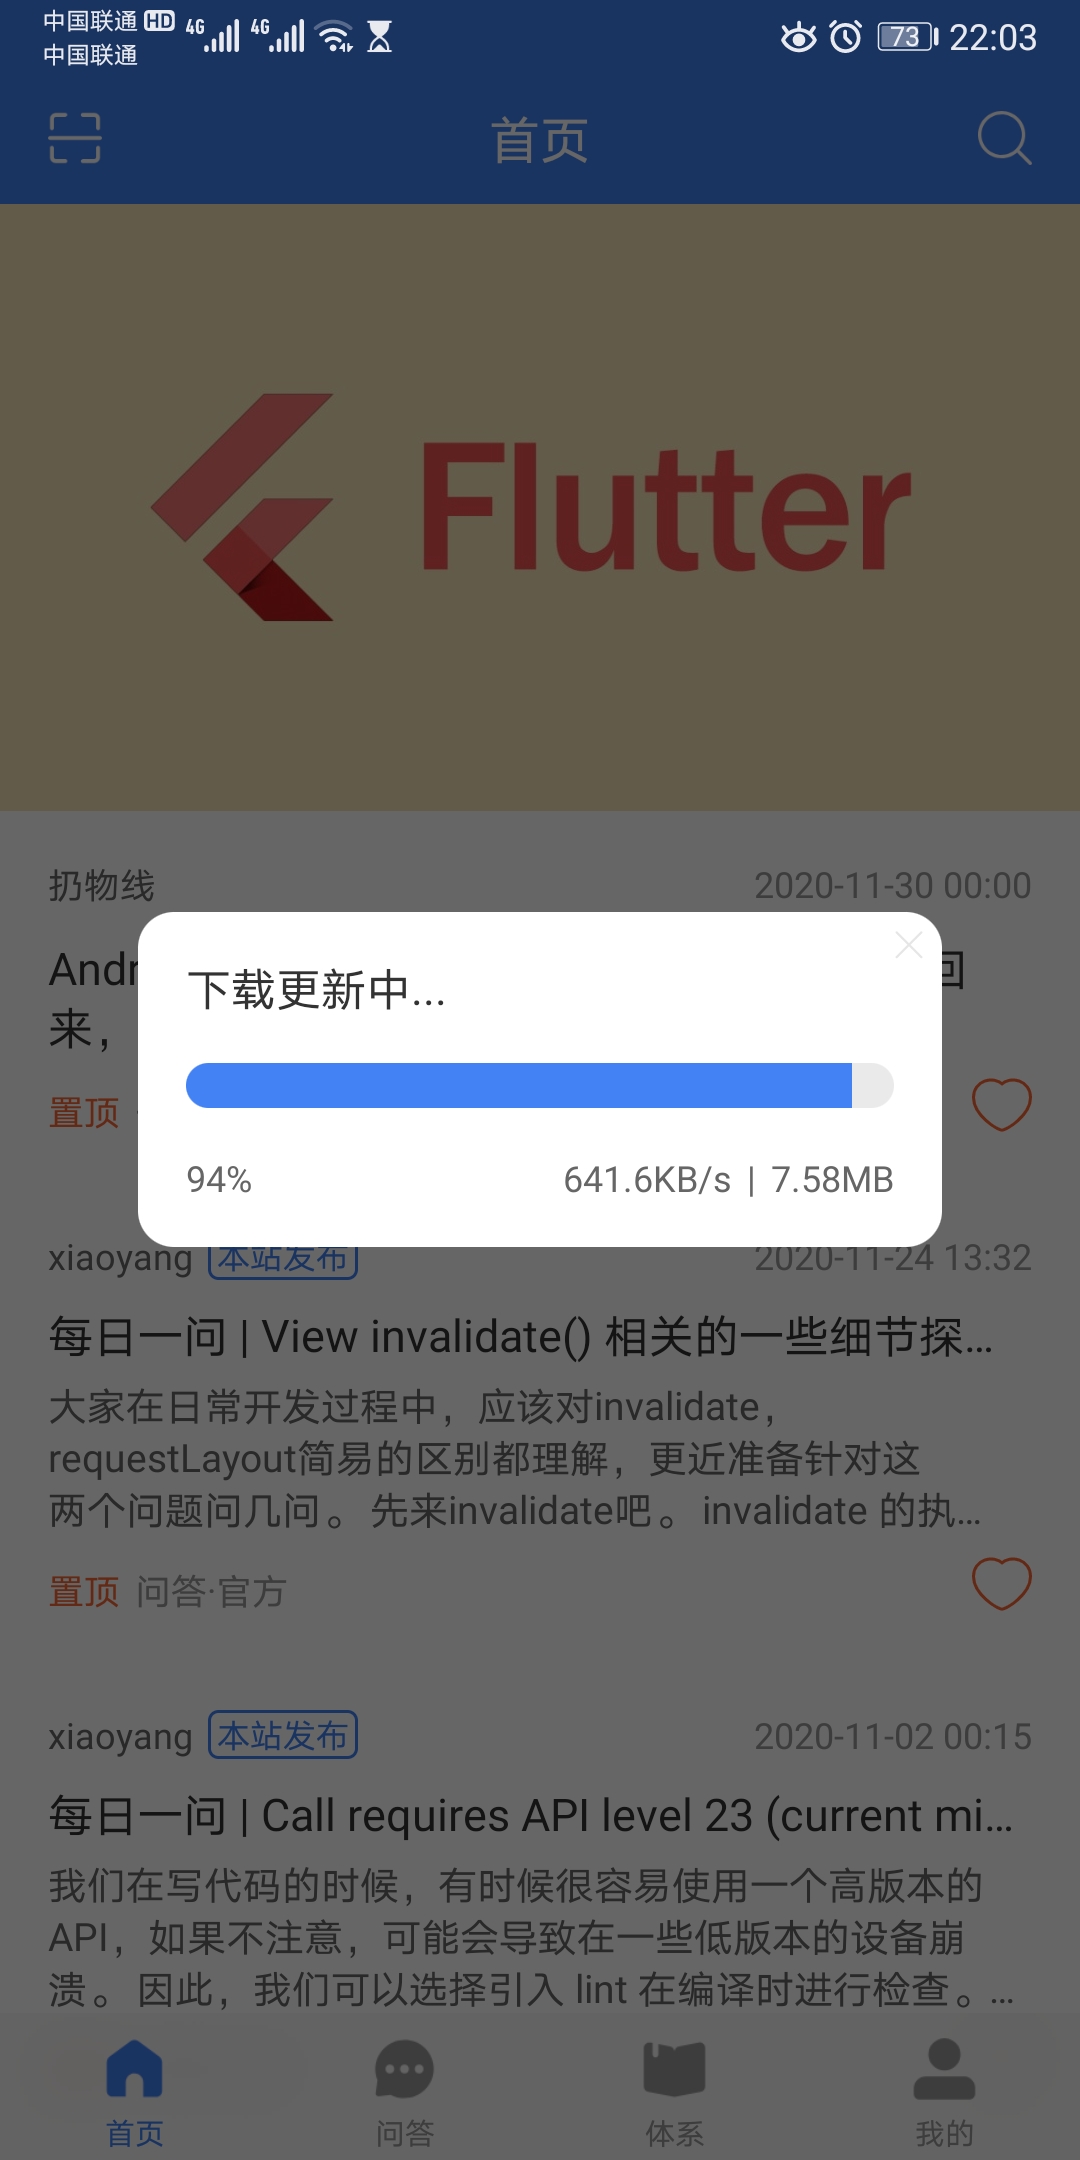 中国联通 HD 4G 4G 73 22:03
中国联通
首页
Flutter
扔物线 2020-11-30 00:00
Andr 回
来，
置顶
下载更新中...
94% 641.6KB/s | 7.58MB
xiaoyang 本站发布 2020-11-24 13:32
每日一问 | View invalidate() 相关的一些细节探...
大家在日常开发过程中，应该对invalidate，
requestLayout简易的区别都理解，更近准备针对这
两个问题问几问。 先来invalidate吧。 invalidate 的执...
置顶 问答·官方
xiaoyang 本站发布 2020-11-02 00:15
每日一问 | Call requires API level 23 (current mi...
我们在写代码的时候，有时候很容易使用一个高版本的
API，如果不注意，可能会导致在一些低版本的设备崩
溃。 因此，我们可以选择引入 lint 在编译时进行检查。...
首页 问答 体系 我的